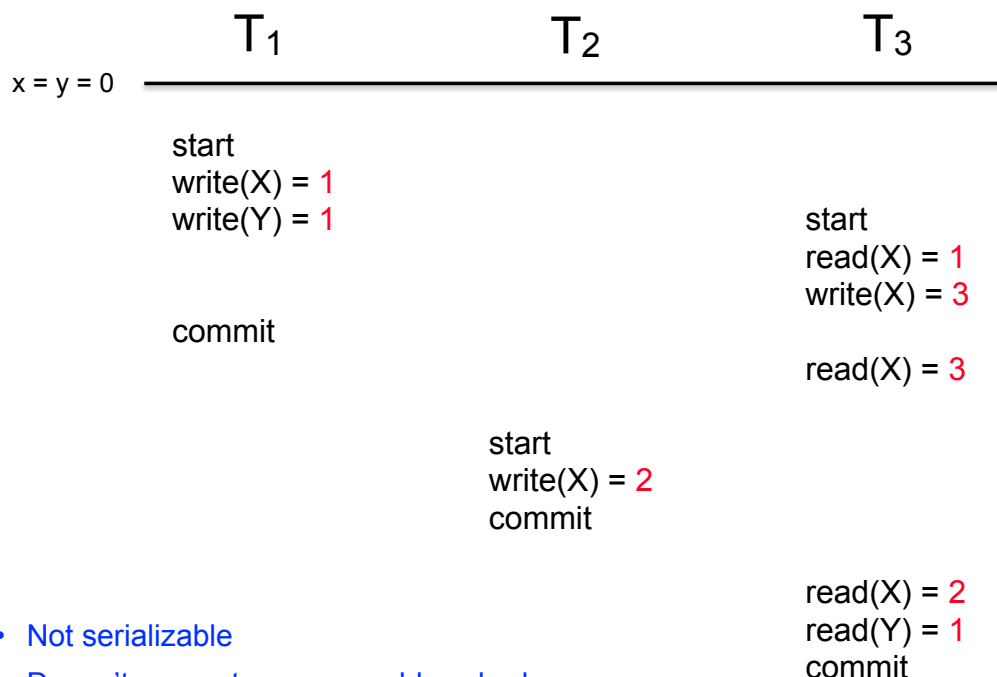 T1 T2 T3
x = y = 0
start
write(X) = 1
write(Y) = 1 start
read(X) = 1
write(X) = 3
commit
read(X) = 3
start
write(X) = 2
commit
read(X) = 2
• Not serializable read(Y) = 1
commit